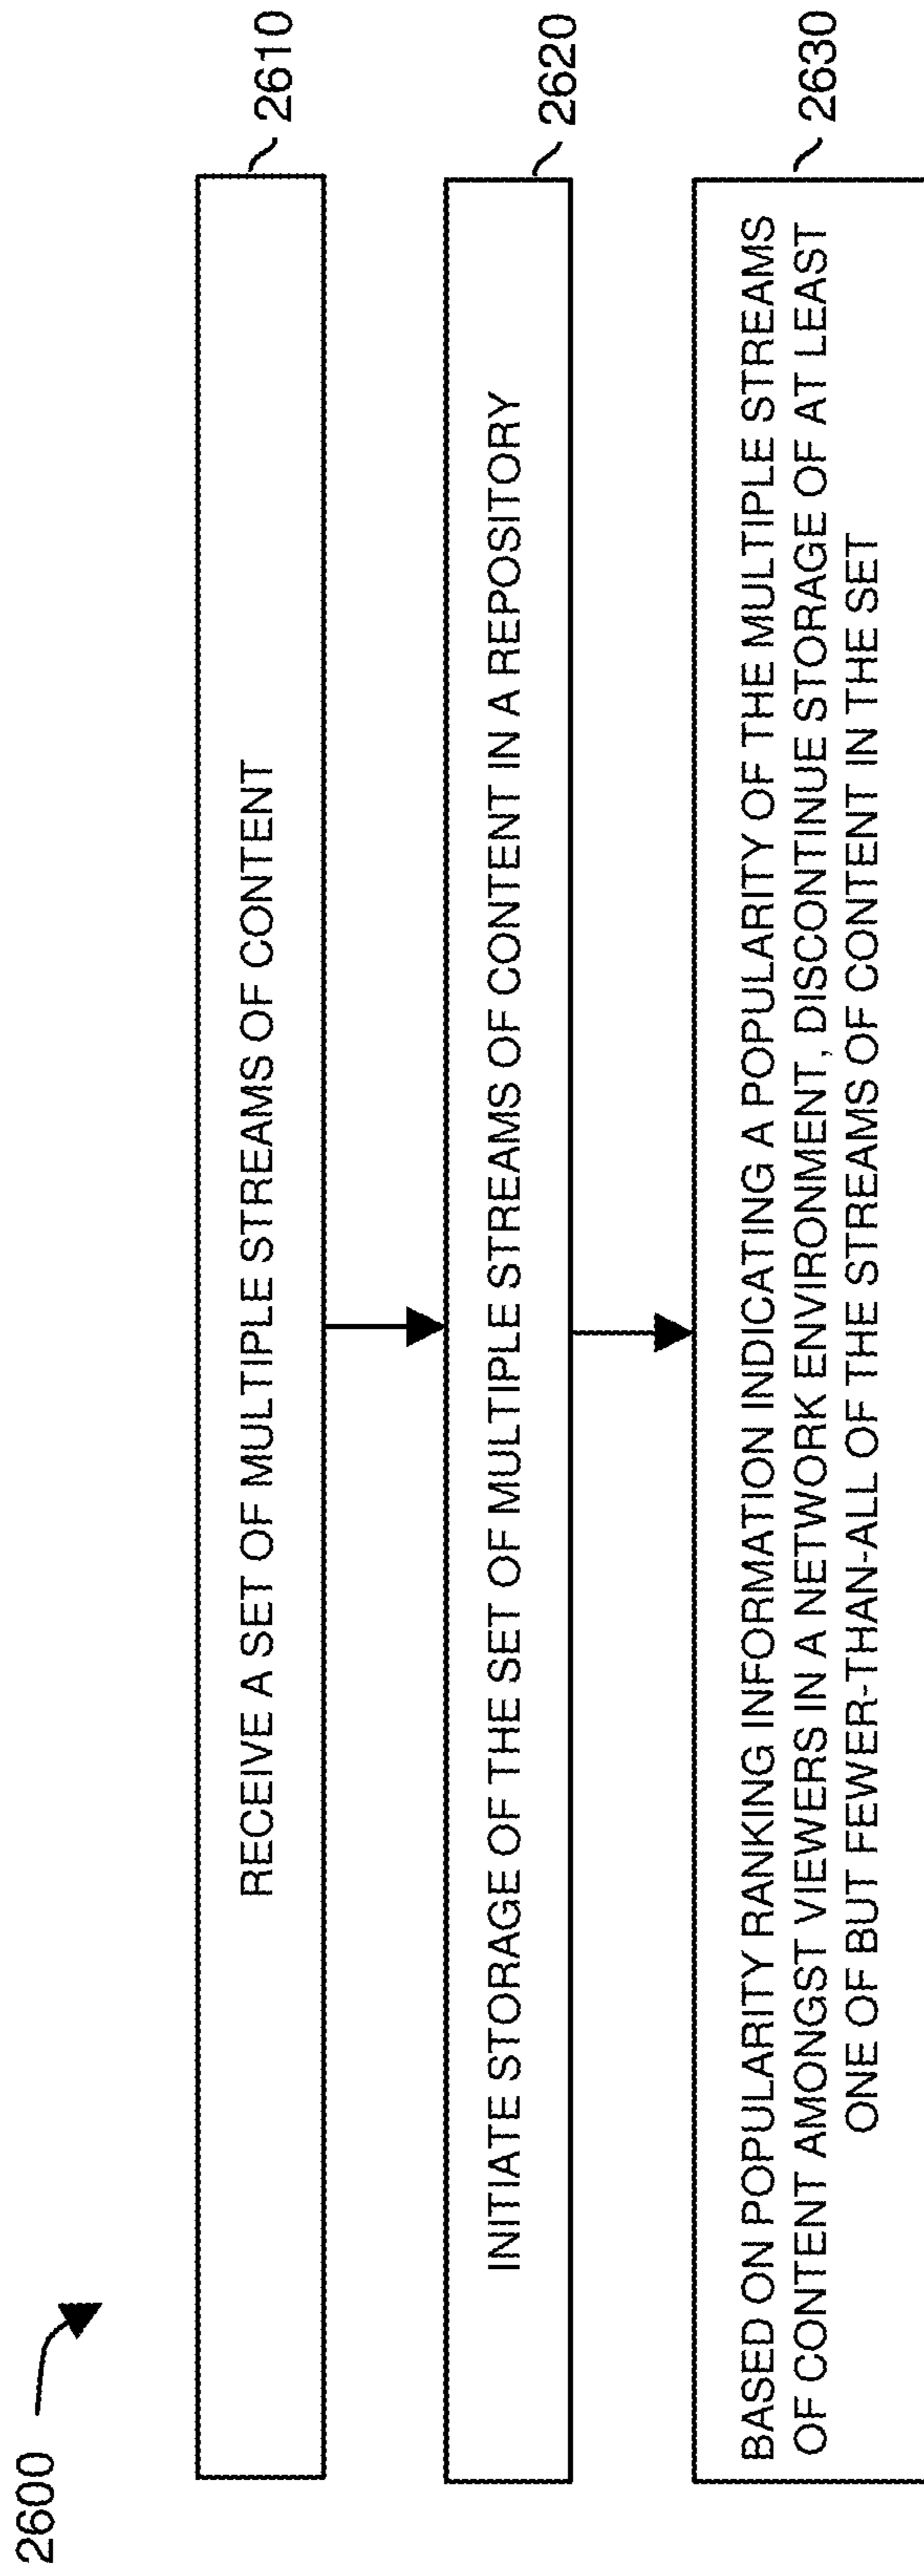 2600
RECEIVE A SET OF MULTIPLE STREAMS OF CONTENT
2610
INITIATE STORAGE OF THE SET OF MULTIPLE STREAMS OF CONTENT IN A REPOSITORY
2620
BASED ON POPULARITY RANKING INFORMATION INDICATING A POPULARITY OF THE MULTIPLE STREAMS
OF CONTENT AMONGST VIEWERS IN A NETWORK ENVIRONMENT, DISCONTINUE STORAGE OF AT LEAST
ONE OF BUT FEWER-THAN-ALL OF THE STREAMS OF CONTENT IN THE SET
2630